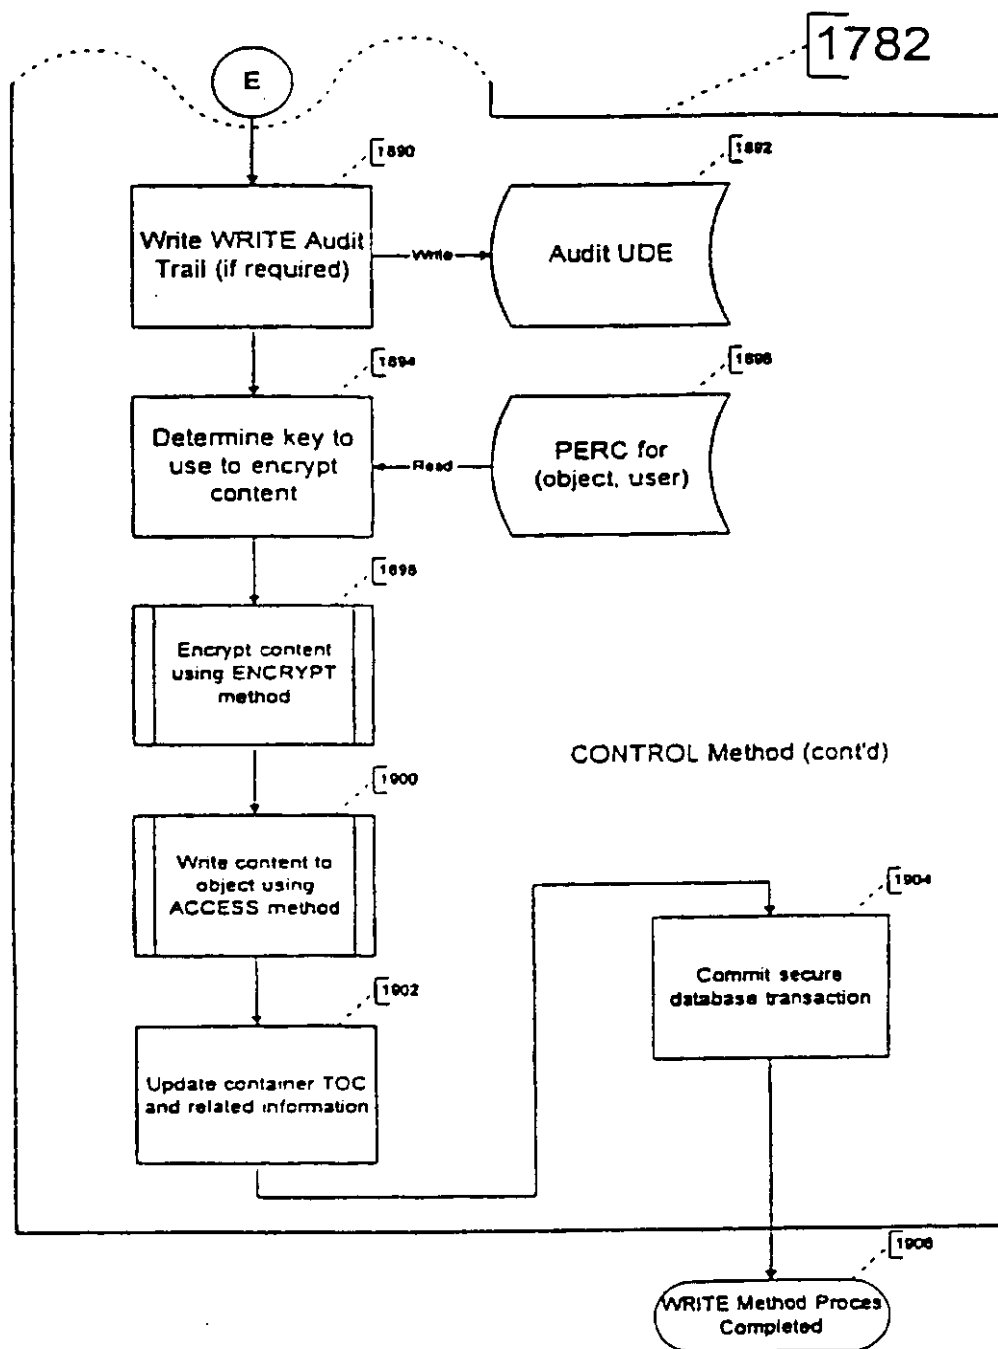 1782
E
1890
1892
Write WRITE Audit
Trail (if required)
Write
Audit UDE
1894
1896
Determine key to
use to encrypt
content
Read
PERC for
(object, user)
1898
Encrypt content
using ENCRYPT
method
CONTROL Method (cont'd)
1900
Write content to
object using
ACCESS method
1904
Commit secure
database transaction
1902
Update container TOC
and related information
1906
WRITE Method Proces
Completed